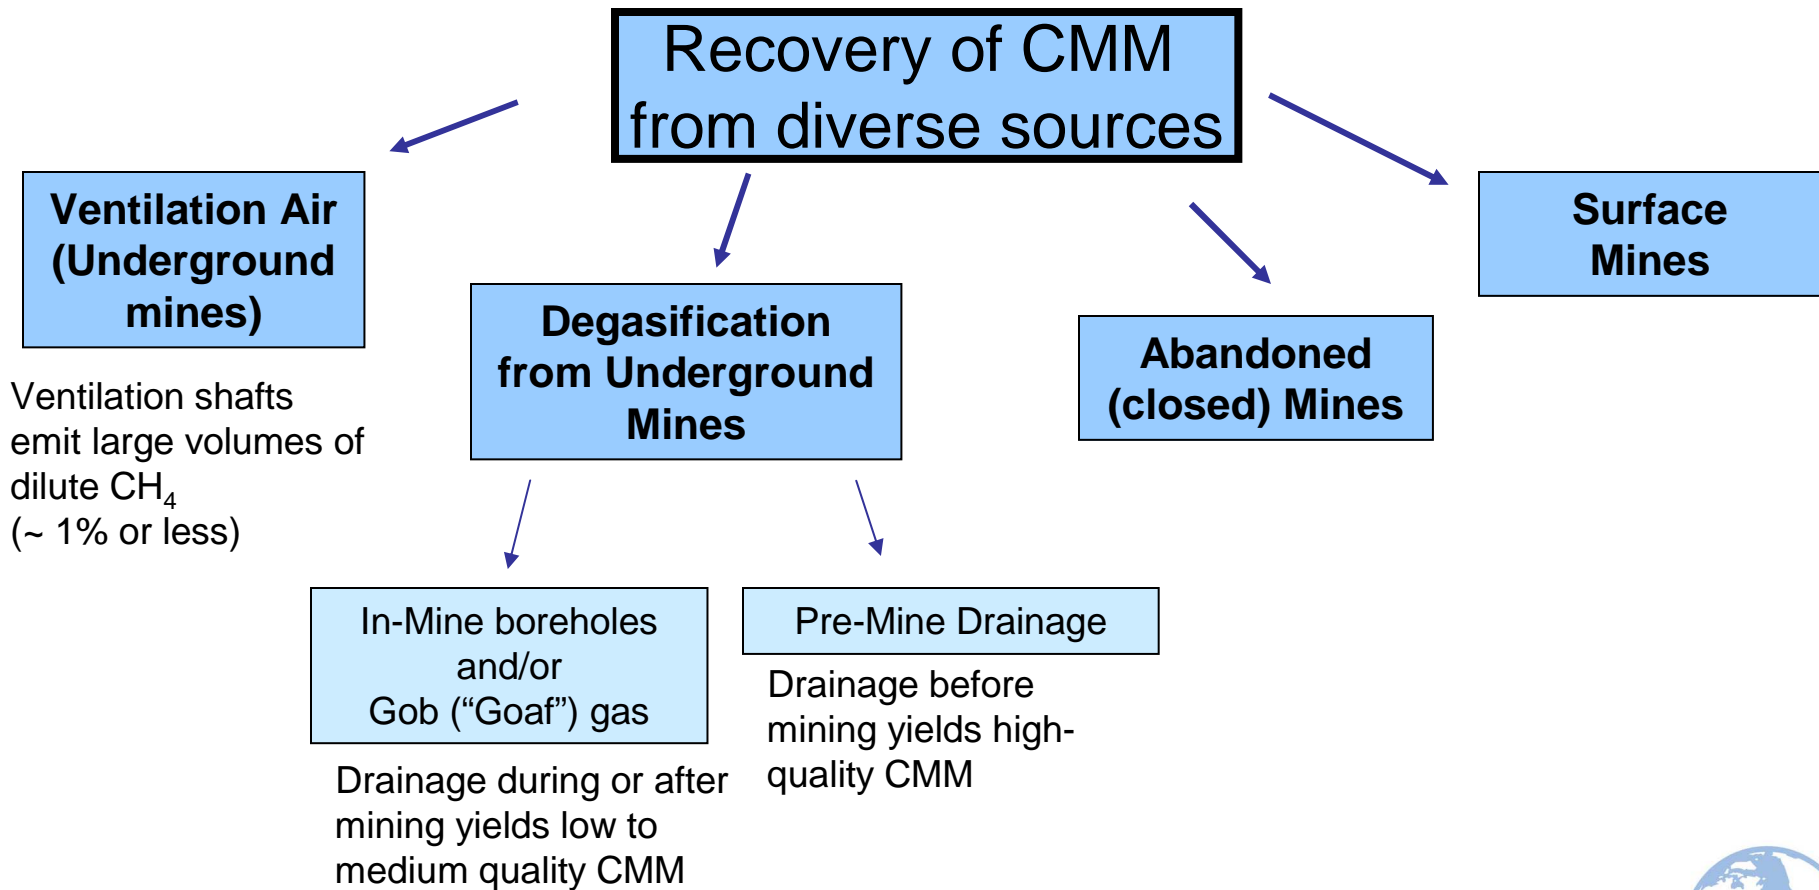 Recovery of CMM
from diverse sources
Ventilation Air
(Underground
mines)
Ventilation shafts
emit large volumes of
dilute CH₄
(~ 1% or less)
Degasification
from Underground
Mines
Abandoned
(closed) Mines
Surface
Mines
In-Mine boreholes
and/or
Gob (“Goaf”) gas
Drainage during or after
mining yields low to
medium quality CMM
Pre-Mine Drainage
Drainage before
mining yields high-
quality CMM